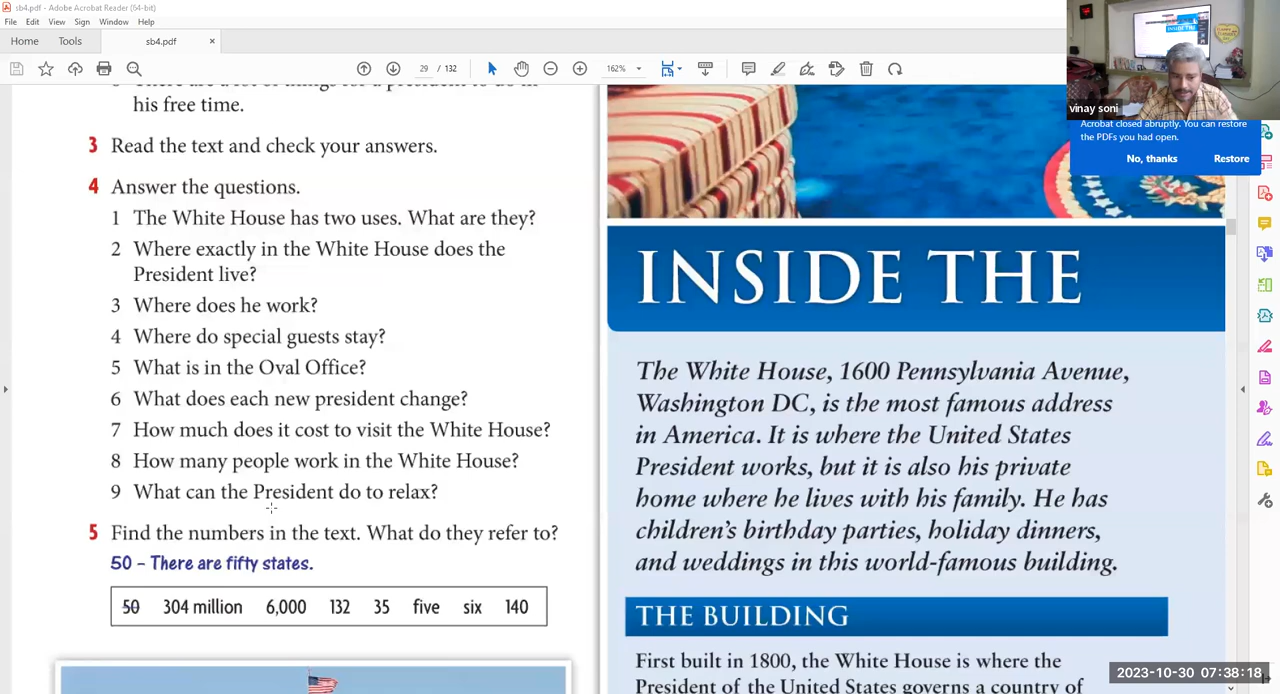 sb4.pdf - Adobe Acrobat Reader (64-bit)
File Edit View Sign Window Help
Home Tools sb4.pdf ×
29 / 132 162%
his free time.
3 Read the text and check your answers.
4 Answer the questions.
1 The White House has two uses. What are they?
2 Where exactly in the White House does the
President live?
3 Where does he work?
4 Where do special guests stay?
5 What is in the Oval Office?
6 What does each new president change?
7 How much does it cost to visit the White House?
8 How many people work in the White House?
9 What can the President do to relax?
5 Find the numbers in the text. What do they refer to?
50 – There are fifty states.
50 304 million 6,000 132 35 five six 140
INSIDE THE
The White House, 1600 Pennsylvania Avenue,
Washington DC, is the most famous address
in America. It is where the United States
President works, but it is also his private
home where he lives with his family. He has
children's birthday parties, holiday dinners,
and weddings in this world-famous building.
THE BUILDING
First built in 1800, the White House is where the
President of the United States governs a country of
INSIDE THE
vinay soni
Acrobat closed abruptly. You can restore
the PDFs you had open.
No, thanks Restore
2023-10-30 07:38:18